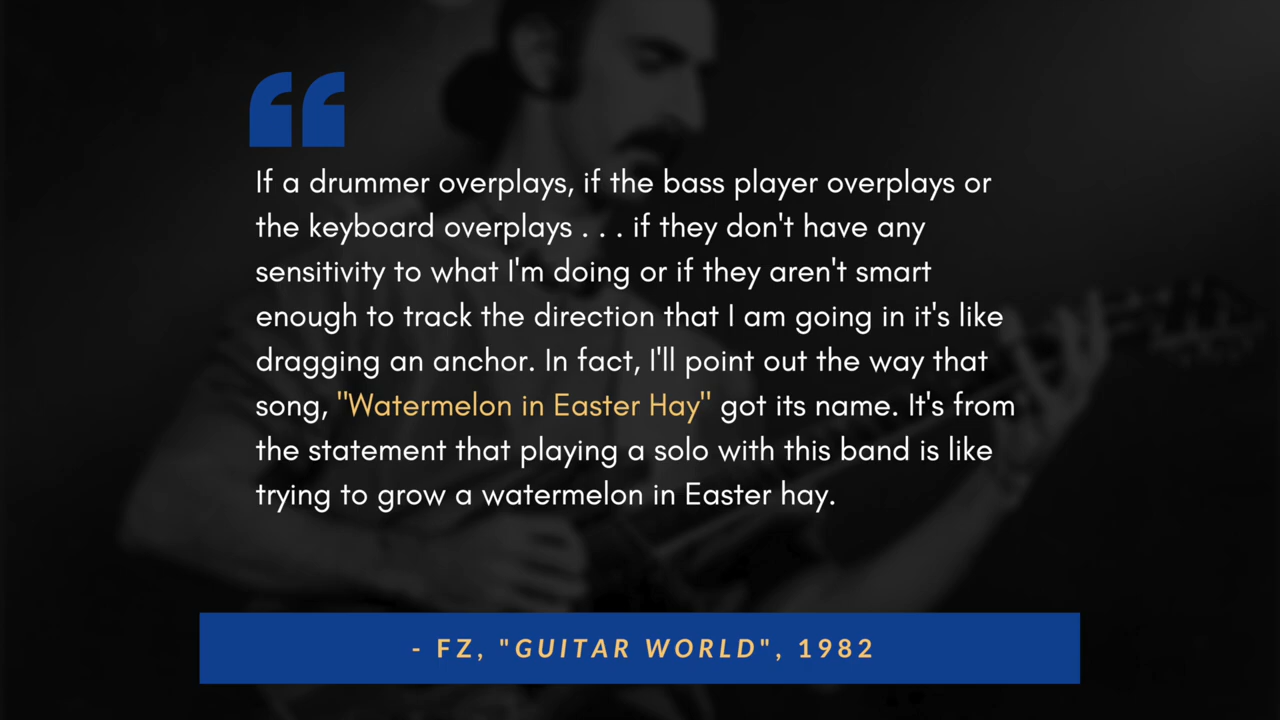 “
If a drummer overplays, if the bass player overplays or
the keyboard overplays . . . if they don't have any
sensitivity to what I'm doing or if they aren't smart
enough to track the direction that I am going in it's like
dragging an anchor. In fact, I'll point out the way that
song, "Watermelon in Easter Hay" got its name. It's from
the statement that playing a solo with this band is like
trying to grow a watermelon in Easter hay.
- FZ, "GUITAR WORLD", 1982